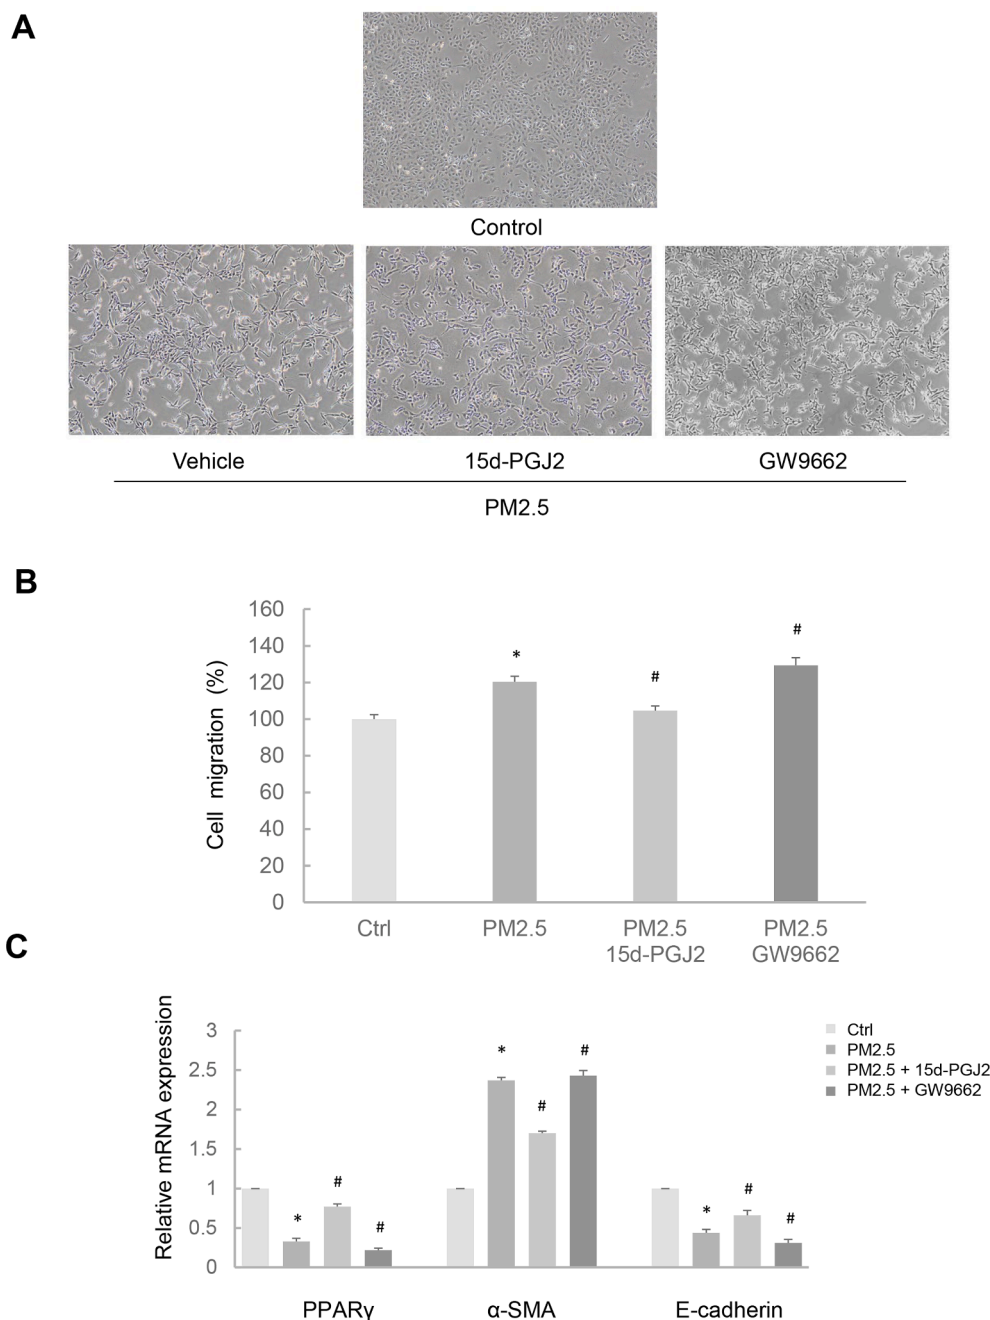 A
Control
Vehicle
15d-PGJ2
GW9662
PM2.5
B
Cell migration (%)
160
140
120
100
80
60
40
20
0
*
#
#
Ctrl
PM2.5
PM2.5
15d-PGJ2
PM2.5
GW9662
C
Relative mRNA expression
3
2.5
2
1.5
1
0.5
0
*
#
#
*
#
#
*
#
#
PPARγ
α-SMA
E-cadherin
Ctrl
PM2.5
PM2.5 + 15d-PGJ2
PM2.5 + GW9662